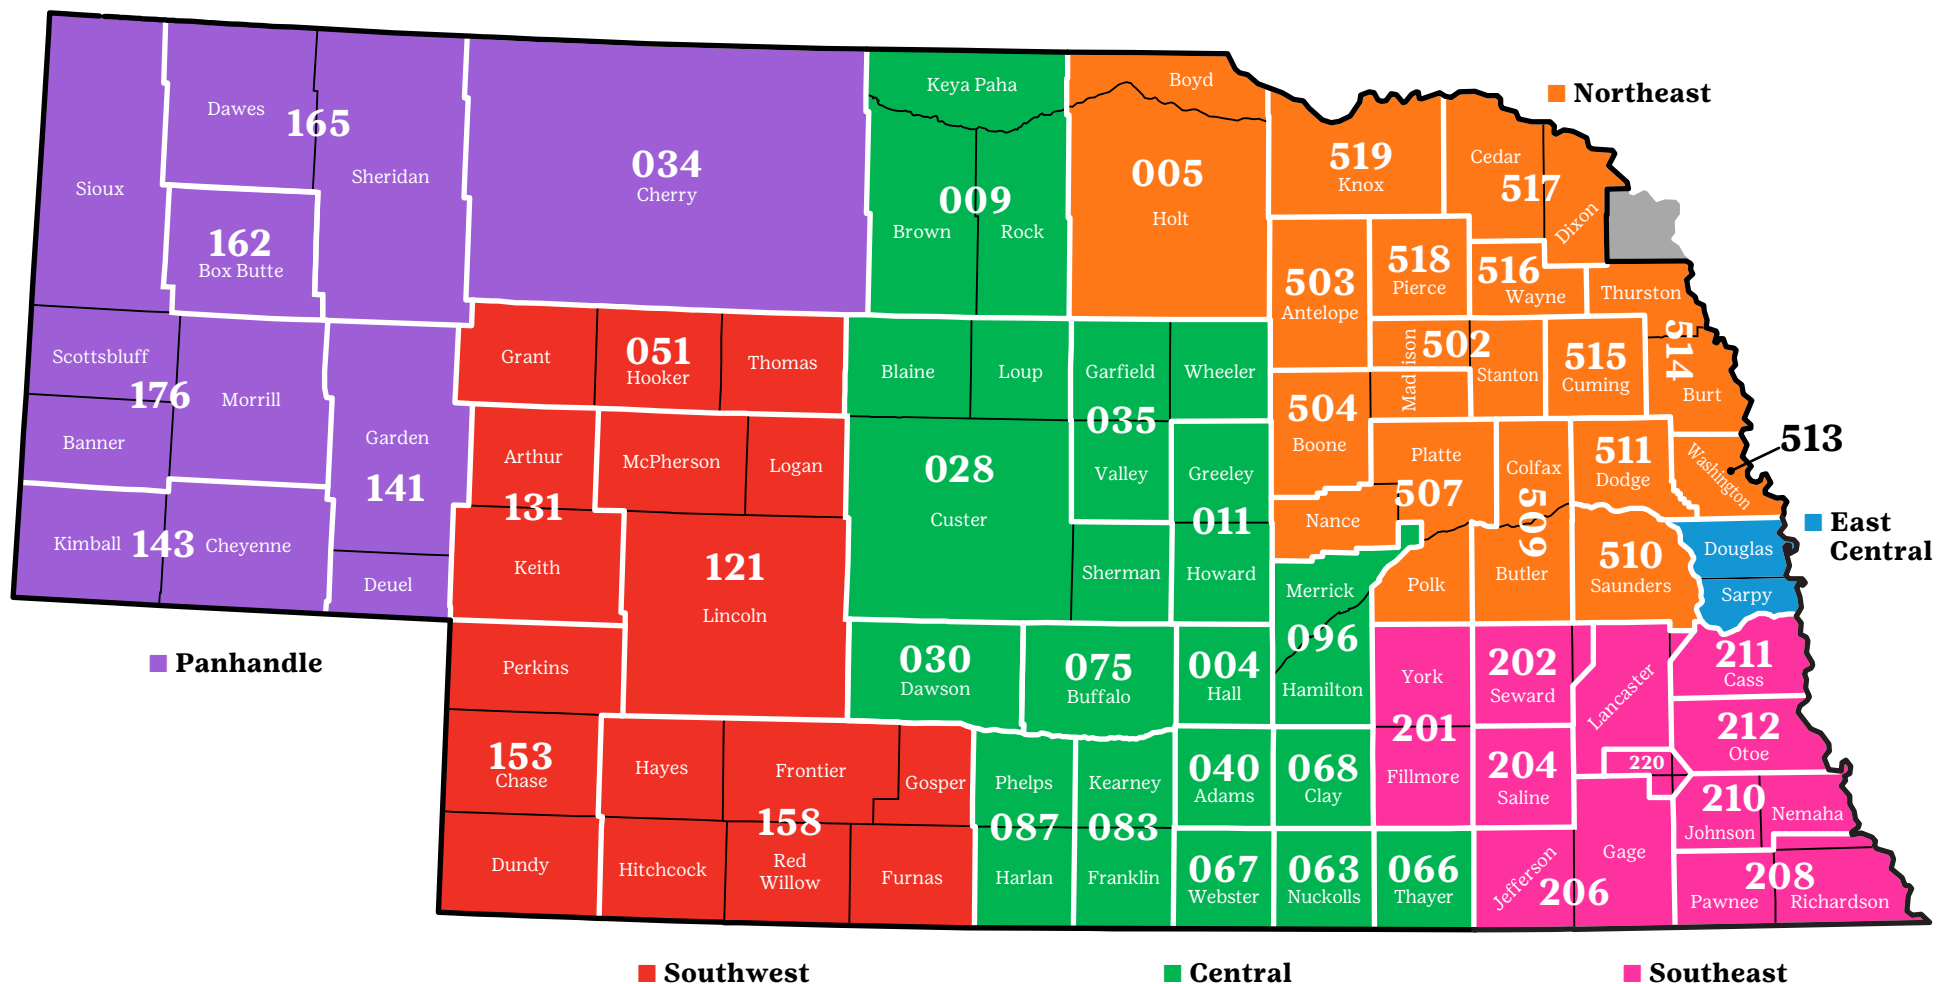 Keya Paha
Boyd
Northeast
Dawes
165
034
Cherry
005
519
Knox
Cedar
517
Sioux
Sheridan
009
Brown
Rock
Holt
Dixon
162
Box Butte
503
Antelope
518
Pierce
516
Wayne
Thurston
514
Burt
Scottsbluff
176
Morrill
Banner
Grant
051
Hooker
Thomas
Blaine
Loup
Garfield
Wheeler
035
Valley
Madison
502
Stanton
515
Cuming
504
Boone
Garden
141
Arthur
131
McPherson
Logan
028
Custer
Greeley
011
Howard
Platte
507
Colfax
509
511
Dodge
513
Washington
Nance
Kimball
143
Cheyenne
Deuel
Keith
121
Lincoln
Sherman
Merrick
096
Hamilton
Polk
Butler
510
Saunders
Douglas
Sarpy
East
Central
Panhandle
Perkins
030
Dawson
075
Buffalo
004
Hall
York
201
Fillmore
202
Seward
Lancaster
211
Cass
212
Otoe
153
Chase
Hayes
Frontier
Gosper
158
Phelps
087
Harlan
Kearney
083
Franklin
040
Adams
068
Clay
204
Saline
220
210
Johnson
Nemaha
Dundy
Hitchcock
Red
Willow
Furnas
067
Webster
063
Nuckolls
066
Thayer
Jefferson
206
Gage
208
Pawnee
Richardson
Southwest
Central
Southeast